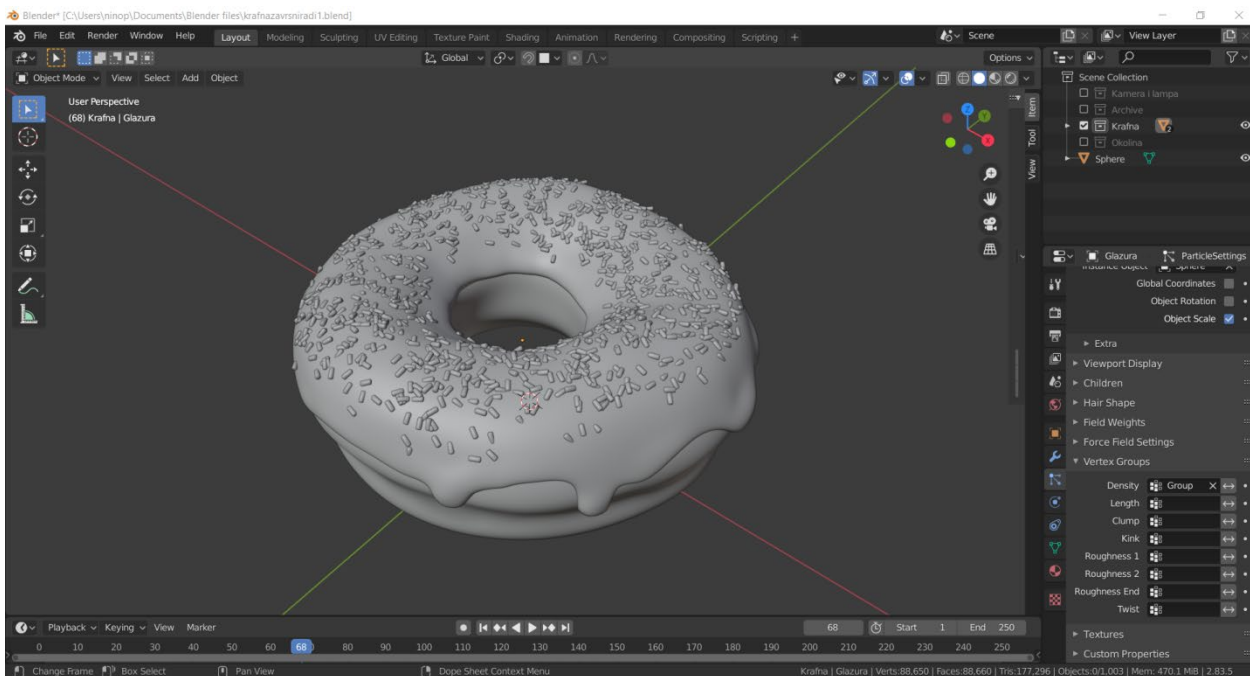 Blender* [C:\Users\ninop\Documents\Blender files\krafnazavrsniradi1.blend]
File Edit Render Window Help Layout Modeling Sculpting UV Editing Texture Paint Shading Animation Rendering Compositing Scripting + Scene View Layer
Global Options
Object Mode View Select Add Object
User Perspective
(68) Krafna | Glazura
Item
Tool
View
Z
Y
X
Scene Collection
Kamera i lampa
Archive
Krafna 2
Okolina
Sphere
Glazura ParticleSettings
Instance Object Sphere
Global Coordinates
Object Rotation
Object Scale
Extra
Viewport Display
Children
Hair Shape
Field Weights
Force Field Settings
Vertex Groups
Density Group
Length
Clump
Kink
Roughness 1
Roughness 2
Roughness End
Twist
Textures
Custom Properties
Playback Keying View Marker 68 Start 1 End 250
0 10 20 30 40 50 60 68 80 90 100 110 120 130 140 150 160 170 180 190 200 210 220 230 240 250
Change Frame Box Select Pan View Dope Sheet Context Menu Krafna | Glazura | Verts:88,650 | Faces:88,660 | Tris:177,296 | Objects:0/1,003 | Mem: 470.1 MiB | 2.83.5